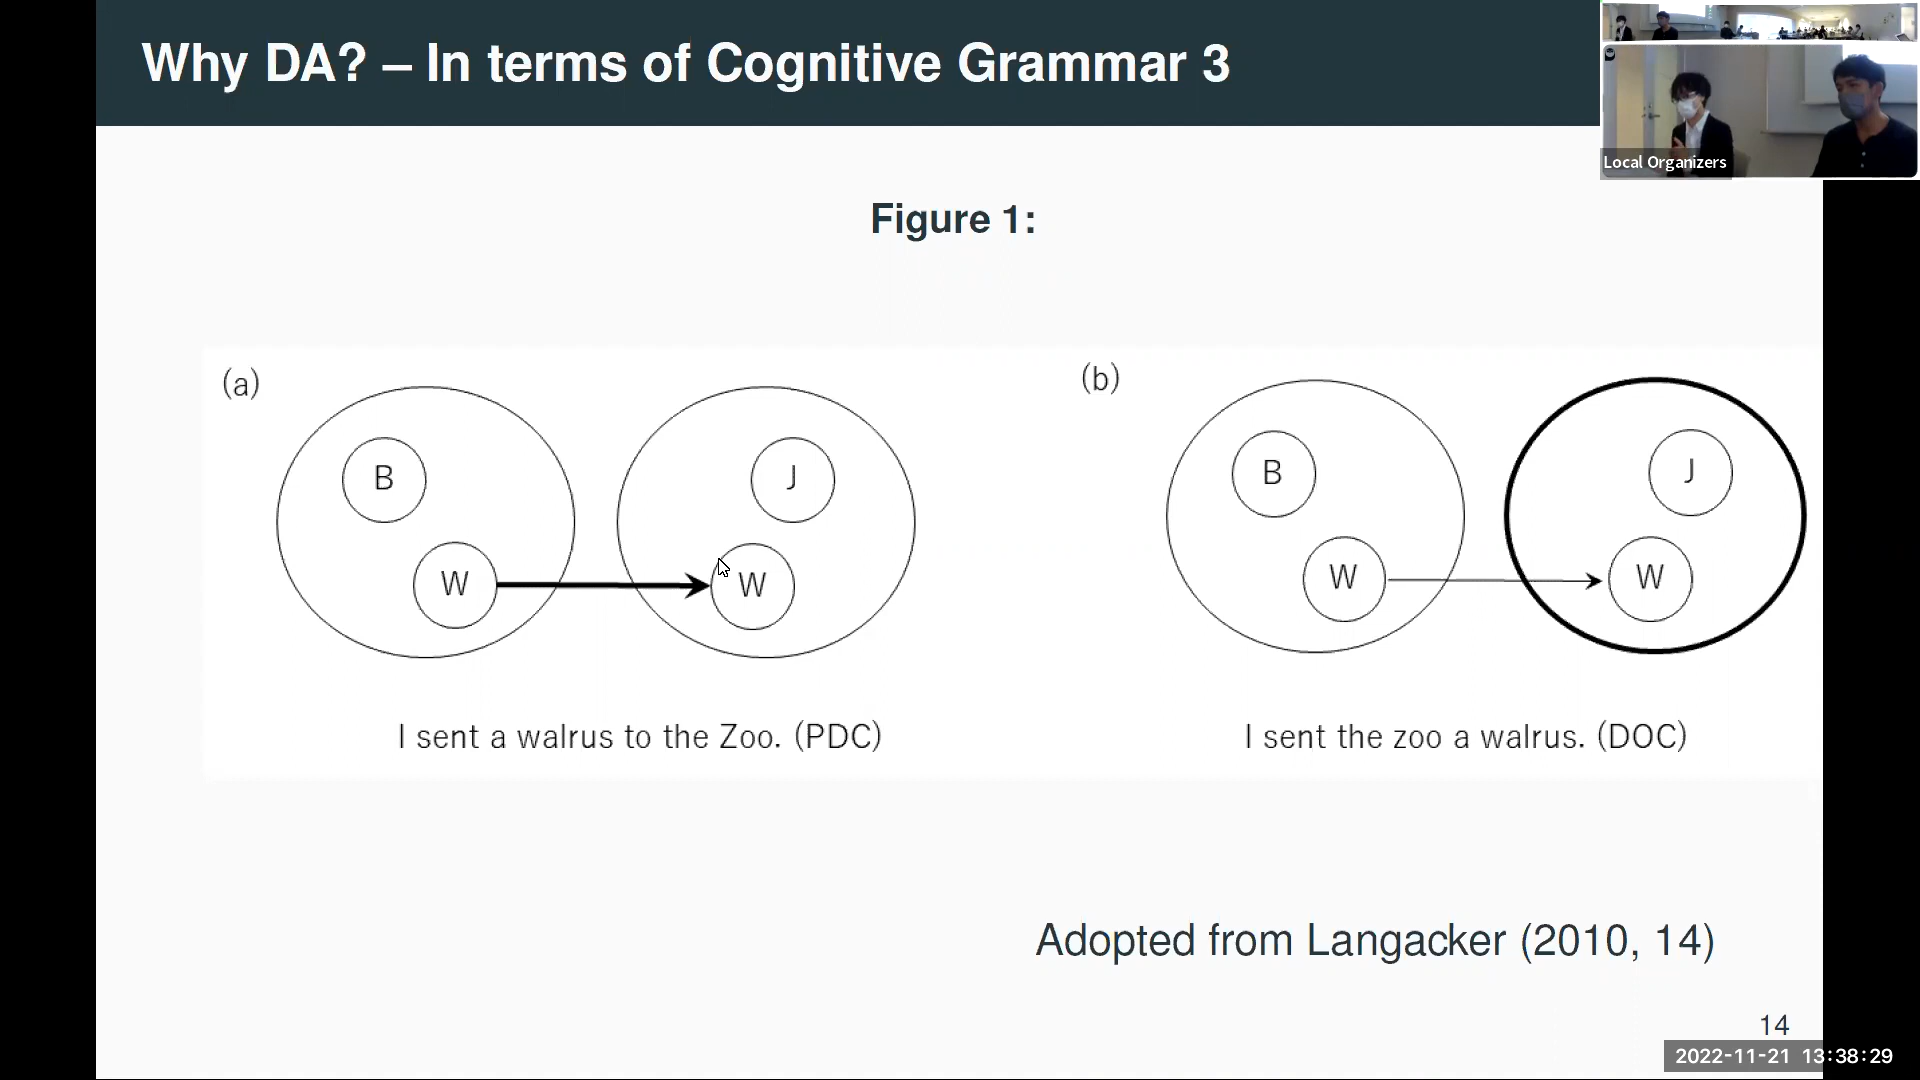 Why DA? – In terms of Cognitive Grammar 3
Local Organizers
Figure 1:
(a)
B
J
W
W
I sent a walrus to the Zoo. (PDC)
(b)
B
J
W
W
I sent the zoo a walrus. (DOC)
Adopted from Langacker (2010, 14)
14
2022-11-21 13:38:29